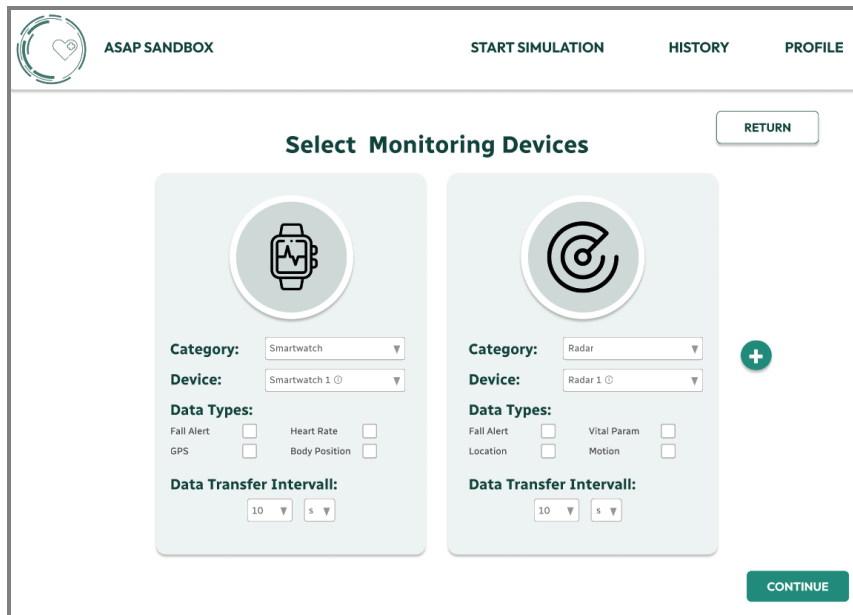 ASAP SANDBOX
START SIMULATION
HISTORY
PROFILE
RETURN
Select Monitoring Devices
Category:
Smartwatch
Device:
Smartwatch 1
Data Types:
Fall Alert
Heart Rate
GPS
Body Position
Data Transfer Intervall:
10
s
Category:
Radar
Device:
Radar 1
Data Types:
Fall Alert
Vital Param
Location
Motion
Data Transfer Intervall:
10
s
CONTINUE